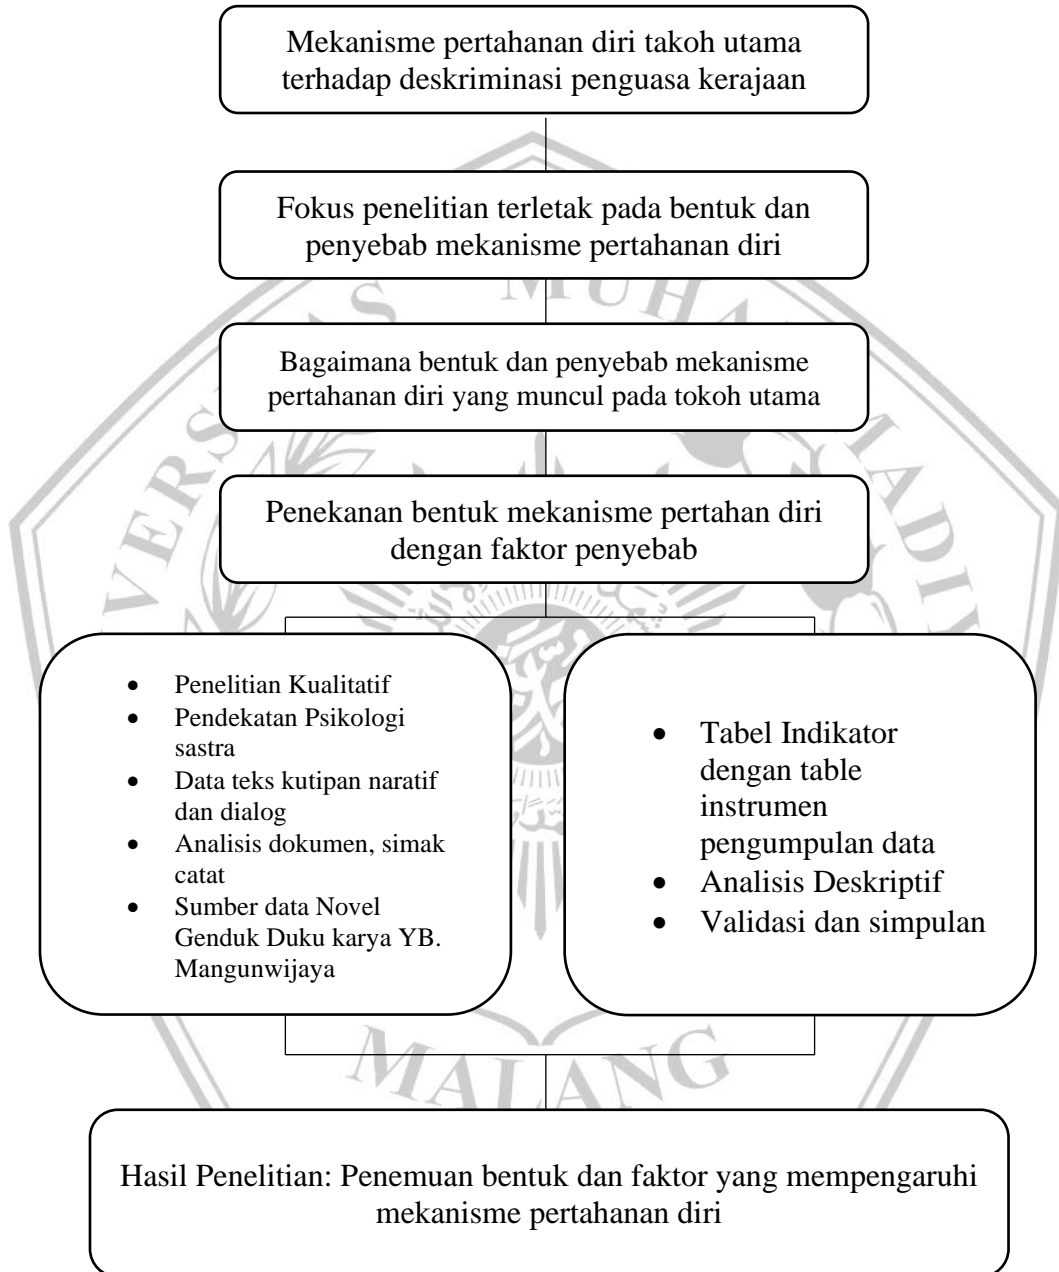 Mekanisme pertahanan diri takoh utama
terhadap deskriminasi penguasa kerajaan
Fokus penelitian terletak pada bentuk dan
penyebab mekanisme pertahanan diri
Bagaimana bentuk dan penyebab mekanisme
pertahanan diri yang muncul pada tokoh utama
Penekanan bentuk mekanisme pertahan diri
dengan faktor penyebab
• Penelitian Kualitatif
• Pendekatan Psikologi
sastra
• Data teks kutipan naratif
dan dialog
• Analisis dokumen, simak
catat
• Sumber data Novel
Genduk Duku karya YB.
Mangunwijaya
• Tabel Indikator
dengan table
instrumen
pengumpulan data
• Analisis Deskriptif
• Validasi dan simpulan
Hasil Penelitian: Penemuan bentuk dan faktor yang mempengaruhi
mekanisme pertahanan diri
MALANG